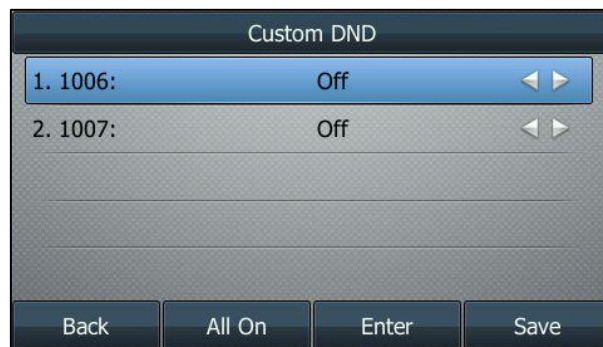 Custom DND
1. 1006: Off
2. 1007: Off
Back All On Enter Save